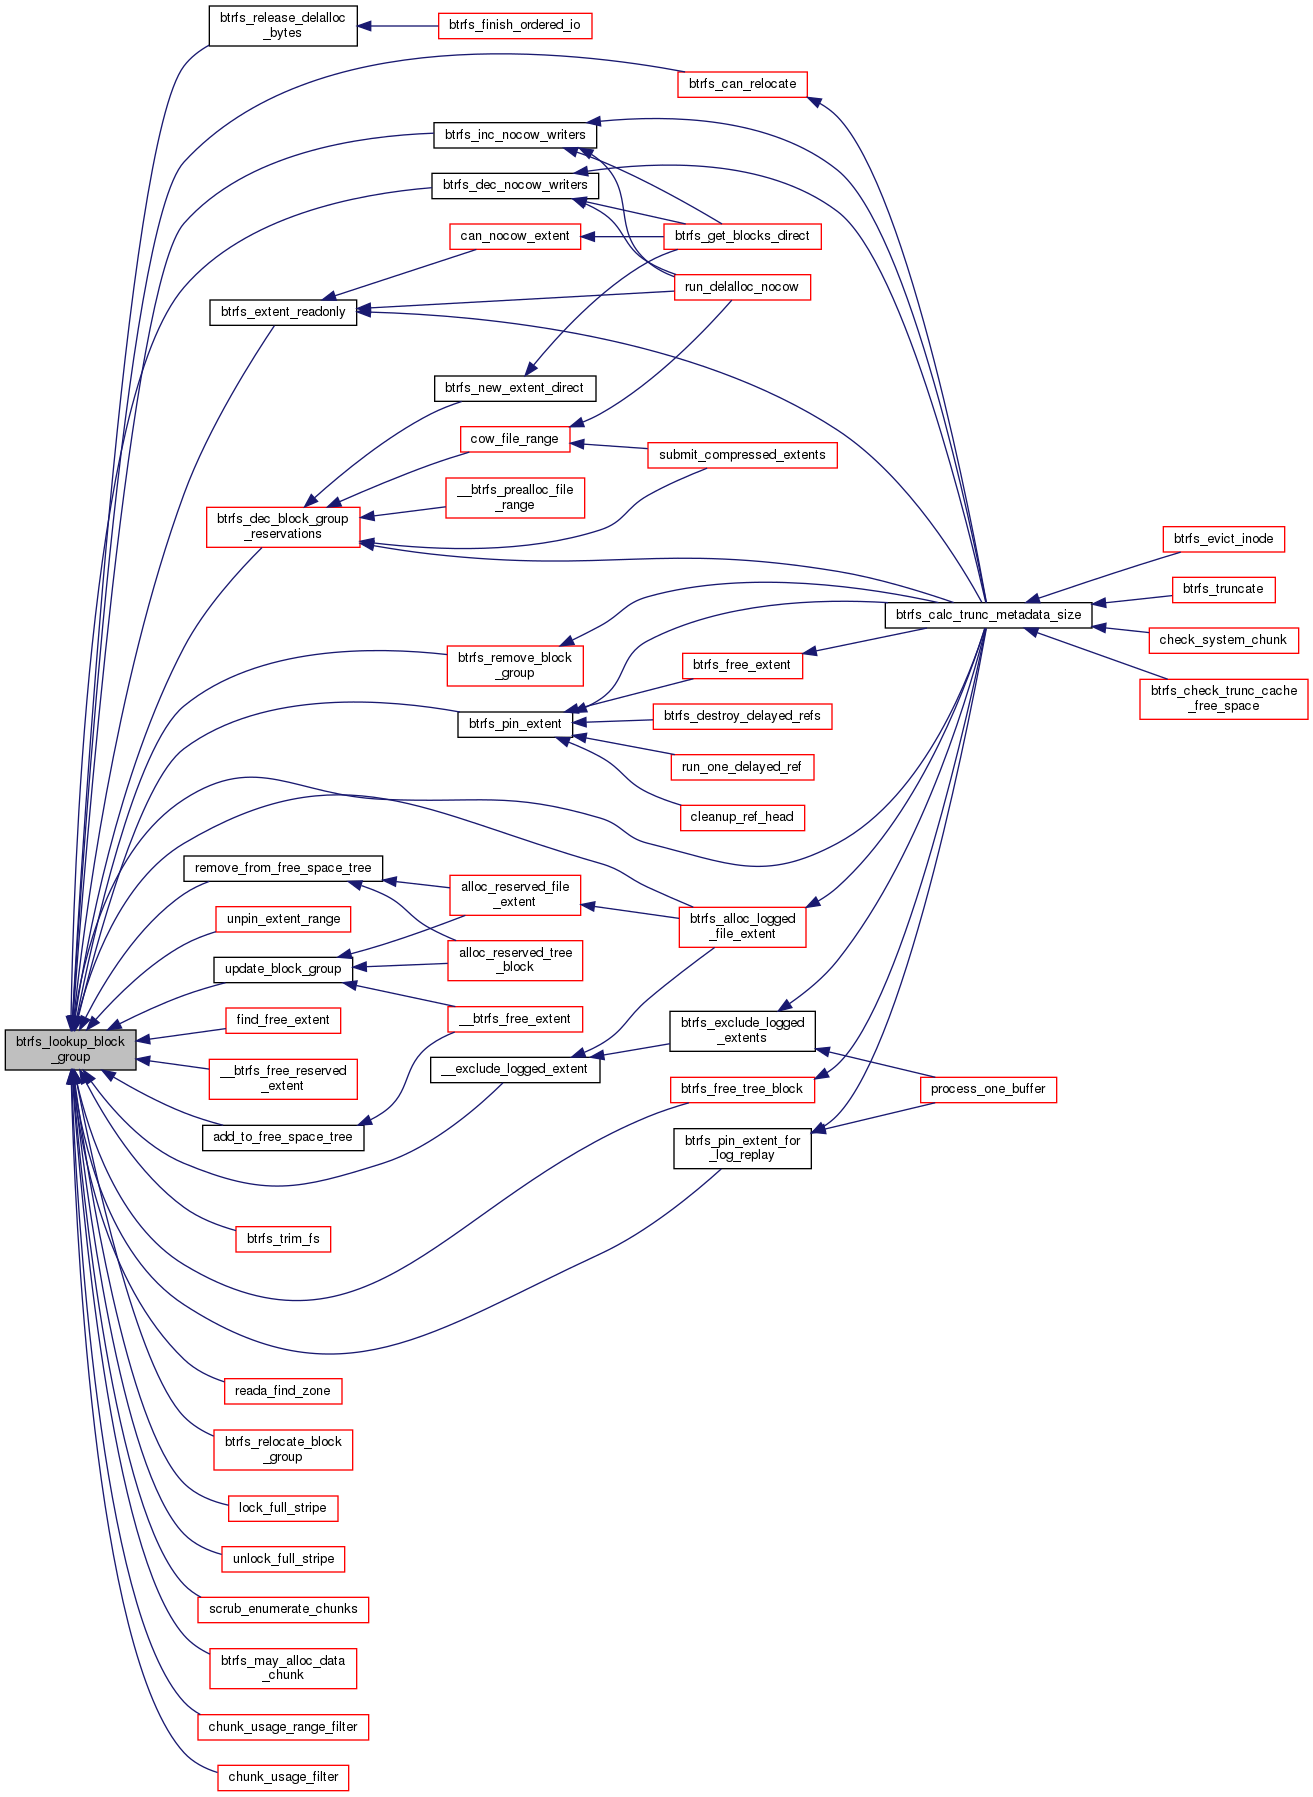 btrfs_release_delalloc
_bytes
btrfs_finish_ordered_io
btrfs_can_relocate
btrfs_inc_nocow_writers
btrfs_dec_nocow_writers
can_nocow_extent
btrfs_get_blocks_direct
run_delalloc_nocow
btrfs_extent_readonly
btrfs_new_extent_direct
cow_file_range
submit_compressed_extents
__btrfs_prealloc_file
_range
btrfs_dec_block_group
_reservations
btrfs_evict_inode
btrfs_truncate
btrfs_calc_trunc_metadata_size
check_system_chunk
btrfs_remove_block
_group
btrfs_free_extent
btrfs_check_trunc_cache
_free_space
btrfs_pin_extent
btrfs_destroy_delayed_refs
run_one_delayed_ref
cleanup_ref_head
remove_from_free_space_tree
alloc_reserved_file
_extent
unpin_extent_range
btrfs_alloc_logged
_file_extent
alloc_reserved_tree
_block
update_block_group
find_free_extent
__btrfs_free_extent
btrfs_exclude_logged
_extents
btrfs_lookup_block
_group
__btrfs_free_reserved
_extent
__exclude_logged_extent
btrfs_free_tree_block
process_one_buffer
add_to_free_space_tree
btrfs_pin_extent_for
_log_replay
btrfs_trim_fs
reada_find_zone
btrfs_relocate_block
_group
lock_full_stripe
unlock_full_stripe
scrub_enumerate_chunks
btrfs_may_alloc_data
_chunk
chunk_usage_range_filter
chunk_usage_filter